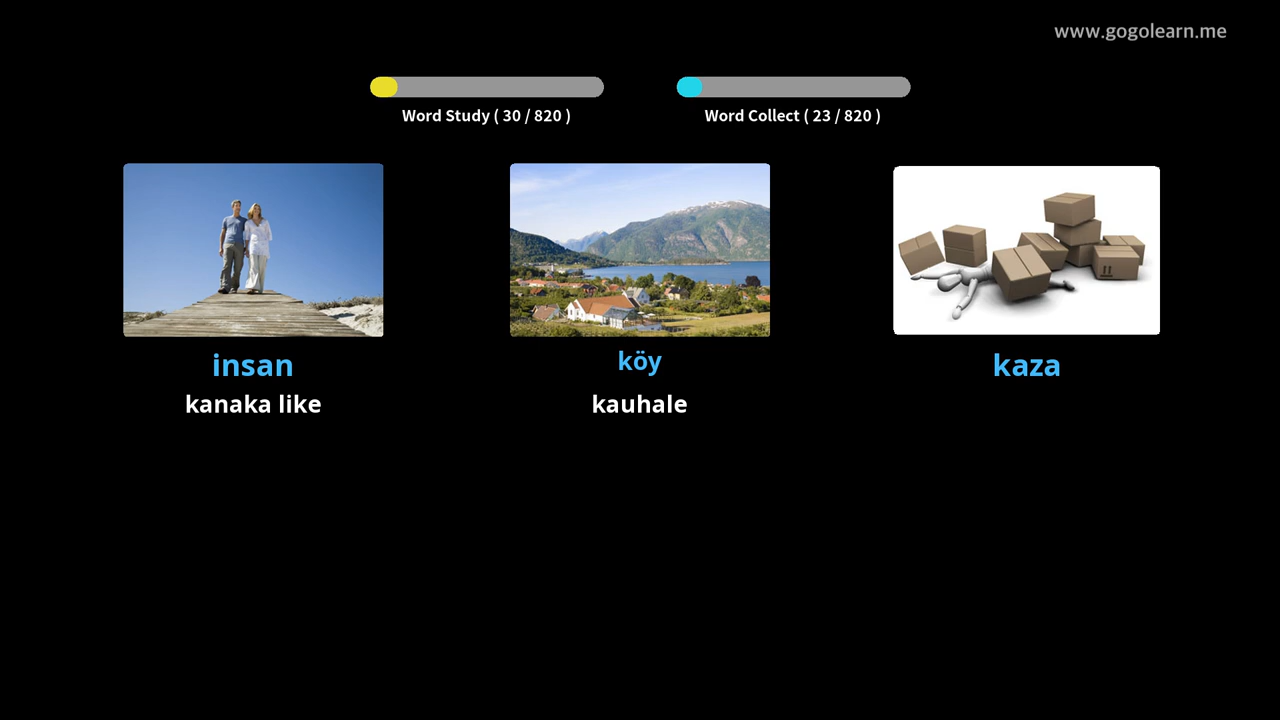 www.gogolearn.me
Word Study ( 30 / 820 )
Word Collect ( 23 / 820 )
insan
köy
kaza
kanaka like
kauhale